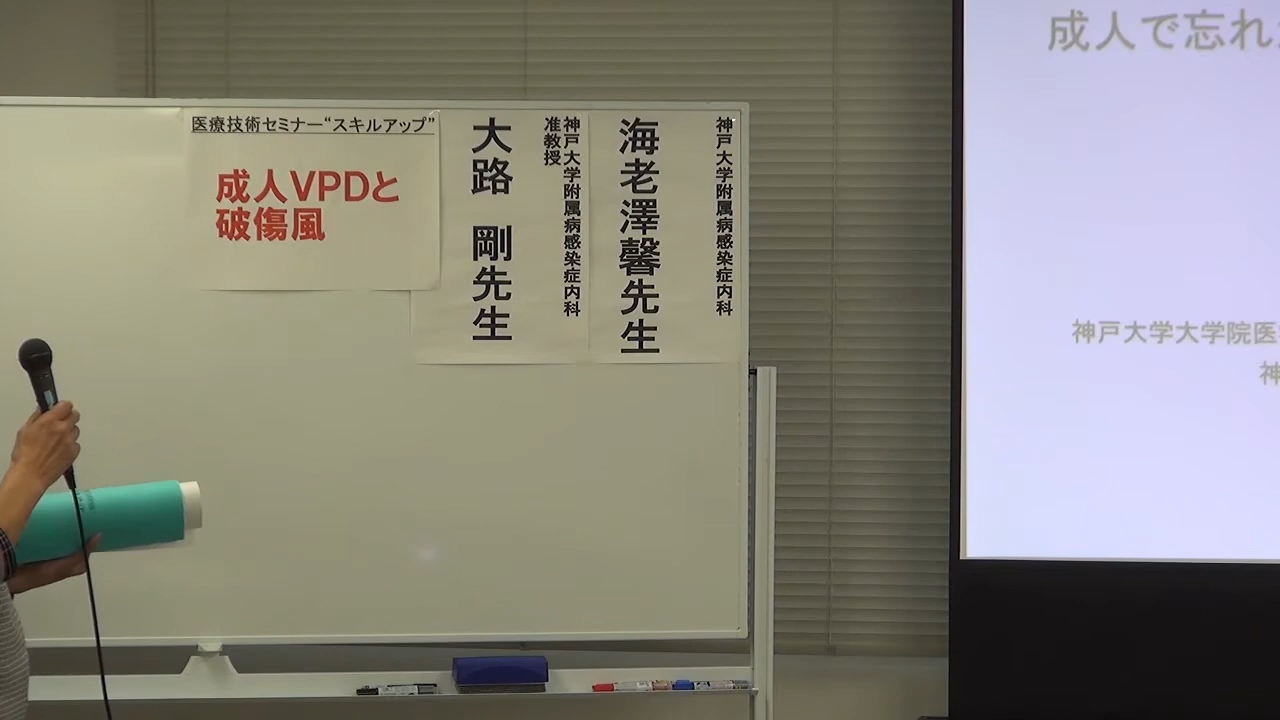 医療技術セミナー“スキルアップ”
成人VPDと
破傷風
神戸大学附属病感染症内科
准教授
大路 剛先生
神戸大学附属病感染症内科
海老澤馨先生
成人で忘れ
神戸大学大学院医
神